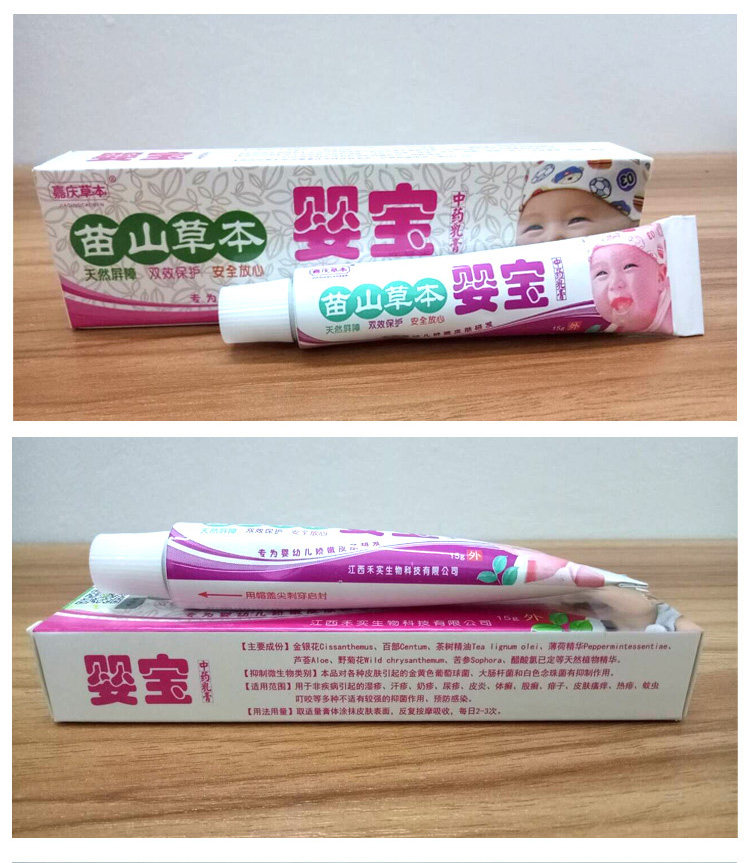 嘉庆草本®
苗山草本
婴宝
中药乳膏
天然屏障 双效保护 安全放心
专为
嘉庆草本
苗山草本
婴宝
中药乳膏
天然屏障 双效保护 安全放心
15g 外
天然屏障 双效保护 安全放心
专为婴幼儿娇嫩皮肤研发
15g 外
江西禾实生物科技有限公司
用帽盖尖刺穿启封
江西禾实生物科技有限公司 15g 外
婴宝
中药乳膏
【主要成份】金银花Cissanthemus、百部Centum、茶树精油Tea lignum olei、薄荷精华Peppermintessentiae、
芦荟Aloe、野菊花Wild chrysanthemum、苦参Sophora、醋酸氯已定等天然植物精华。
【抑制微生物类别】本品对各种皮肤引起的金黄色葡萄球菌、大肠杆菌和白色念珠菌有抑制作用。
【适用范围】用于非疾病引起的湿疹、汗疹、奶疹、尿疹、皮炎、体癣、股癣、痱子、皮肤瘙痒、热痱、蚊虫
叮咬等多种不适有较强的抑菌作用、预防感染。
【用法用量】取适量膏体涂抹皮肤表面，反复按摩吸收，每日2-3次。